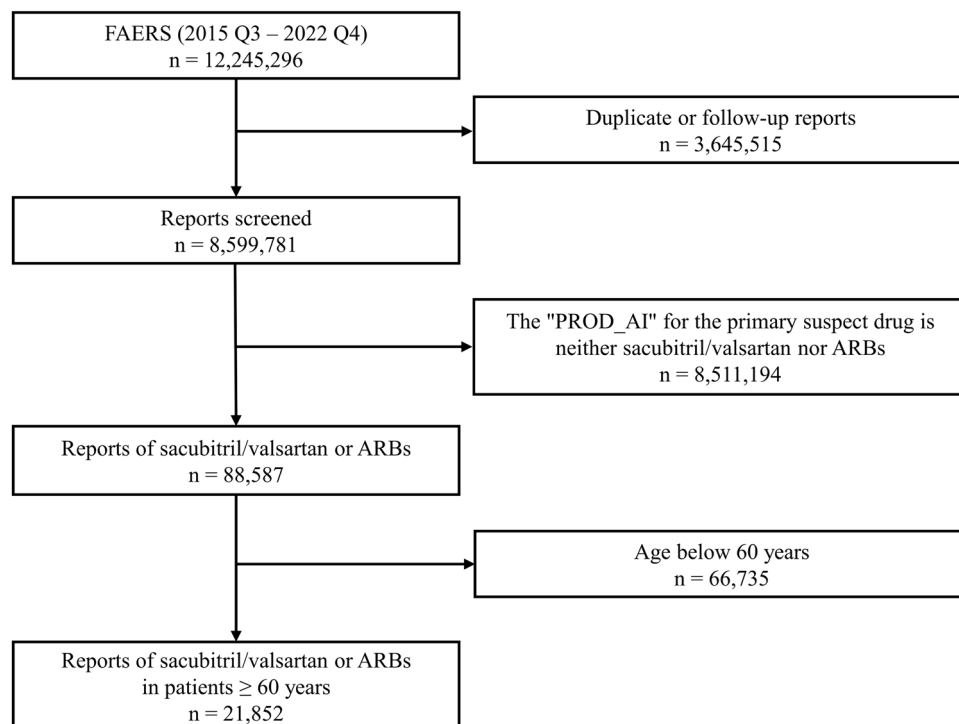 FAERS (2015 Q3 – 2022 Q4)
n = 12,245,296
Duplicate or follow-up reports
n = 3,645,515
Reports screened
n = 8,599,781
The "PROD_AI" for the primary suspect drug is
neither sacubitril/valsartan nor ARBs
n = 8,511,194
Reports of sacubitril/valsartan or ARBs
n = 88,587
Age below 60 years
n = 66,735
Reports of sacubitril/valsartan or ARBs
in patients ≥ 60 years
n = 21,852